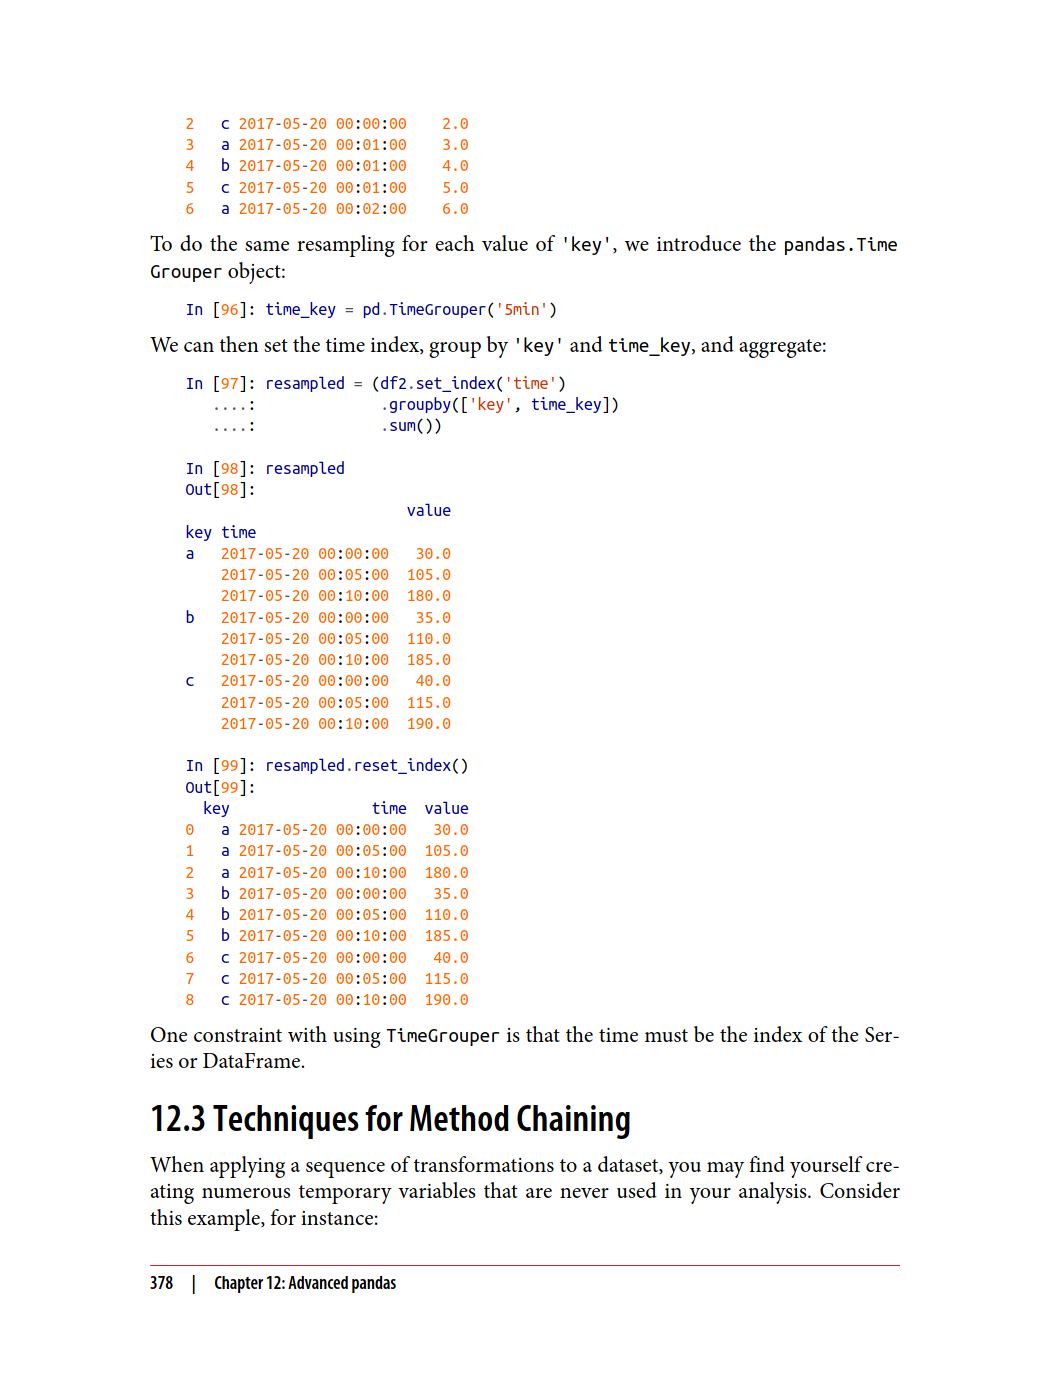 2   c 2017-05-20 00:00:00    2.0
3   a 2017-05-20 00:01:00    3.0
4   b 2017-05-20 00:01:00    4.0
5   c 2017-05-20 00:01:00    5.0
6   a 2017-05-20 00:02:00    6.0
To do the same resampling for each value of 'key', we introduce the pandas.Time
Grouper object:
In [96]: time_key = pd.TimeGrouper('5min')
We can then set the time index, group by 'key' and time_key, and aggregate:
In [97]: resampled = (df2.set_index('time')
   ....:              .groupby(['key', time_key])
   ....:              .sum())
In [98]: resampled
Out[98]:
                         value
key time
a   2017-05-20 00:00:00   30.0
    2017-05-20 00:05:00  105.0
    2017-05-20 00:10:00  180.0
b   2017-05-20 00:00:00   35.0
    2017-05-20 00:05:00  110.0
    2017-05-20 00:10:00  185.0
c   2017-05-20 00:00:00   40.0
    2017-05-20 00:05:00  115.0
    2017-05-20 00:10:00  190.0
In [99]: resampled.reset_index()
Out[99]:
  key                time  value
0   a 2017-05-20 00:00:00   30.0
1   a 2017-05-20 00:05:00  105.0
2   a 2017-05-20 00:10:00  180.0
3   b 2017-05-20 00:00:00   35.0
4   b 2017-05-20 00:05:00  110.0
5   b 2017-05-20 00:10:00  185.0
6   c 2017-05-20 00:00:00   40.0
7   c 2017-05-20 00:05:00  115.0
8   c 2017-05-20 00:10:00  190.0
One constraint with using TimeGrouper is that the time must be the index of the Ser-
ies or DataFrame.
12.3 Techniques for Method Chaining
When applying a sequence of transformations to a dataset, you may find yourself cre-
ating numerous temporary variables that are never used in your analysis. Consider
this example, for instance:
378 | Chapter 12: Advanced pandas